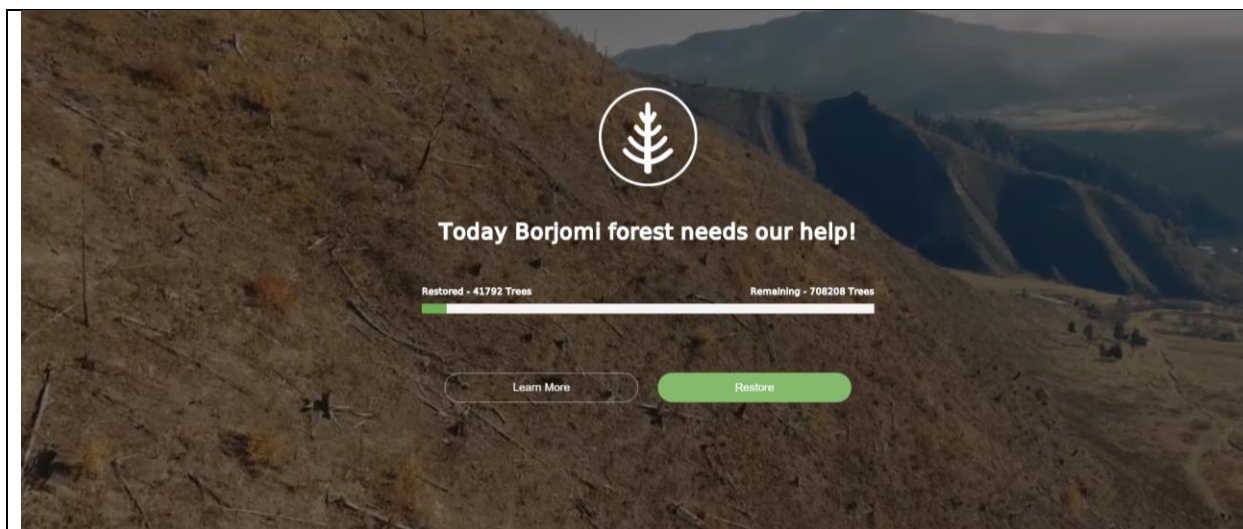 Today Borjomi forest needs our help!
Restored - 41792 Trees Remaining - 708208 Trees
Learn More Restore